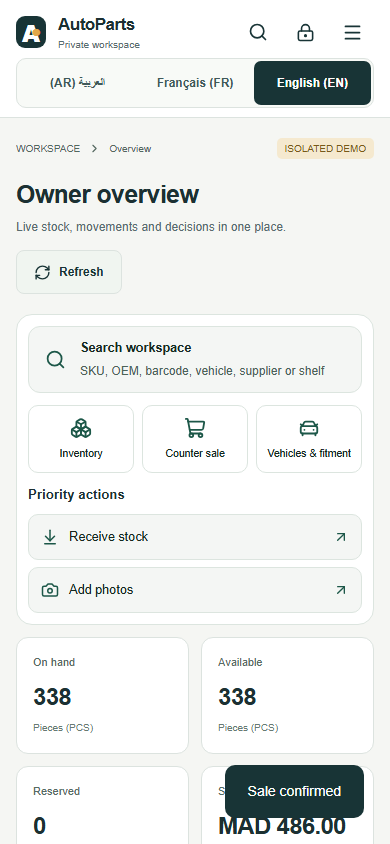 AutoParts
Private workspace
العربية (AR)
Français (FR)
English (EN)
WORKSPACE
Overview
ISOLATED DEMO
Owner overview
Live stock, movements and decisions in one place.
Refresh
Search workspace
SKU, OEM, barcode, vehicle, supplier or shelf
Inventory
Counter sale
Vehicles & fitment
Priority actions
Receive stock
Add photos
On hand
338
Pieces (PCS)
Available
338
Pieces (PCS)
Reserved
0
MAD 486.00
Sale confirmed